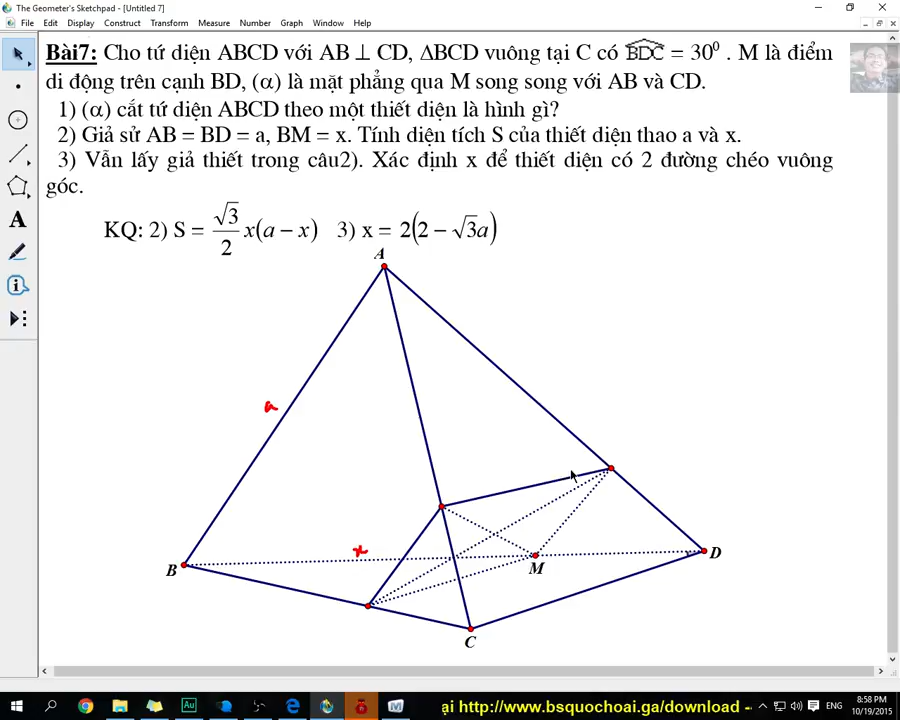 The Geometer's Sketchpad - [Untitled 7]
File Edit Display Construct Transform Measure Number Graph Window Help
Bài7: Cho tứ diện ABCD với AB ⊥ CD, ΔBCD vuông tại C có BDC = 30⁰ . M là điểm
di động trên cạnh BD, (α) là mặt phẳng qua M song song với AB và CD.
1) (α) cắt tứ diện ABCD theo một thiết diện là hình gì?
2) Giả sử AB = BD = a, BM = x. Tính diện tích S của thiết diện thao a và x.
3) Vẫn lấy giả thiết trong câu2). Xác định x để thiết diện có 2 đường chéo vuông
góc.
KQ: 2) S = √3/2 x(a − x) 3) x = 2(2 − √3a)
A
a
x
B
M
D
C
A
i
Au
ENG
8:58 PM
10/19/2015
ại http://www.bsquochoai.ga/download